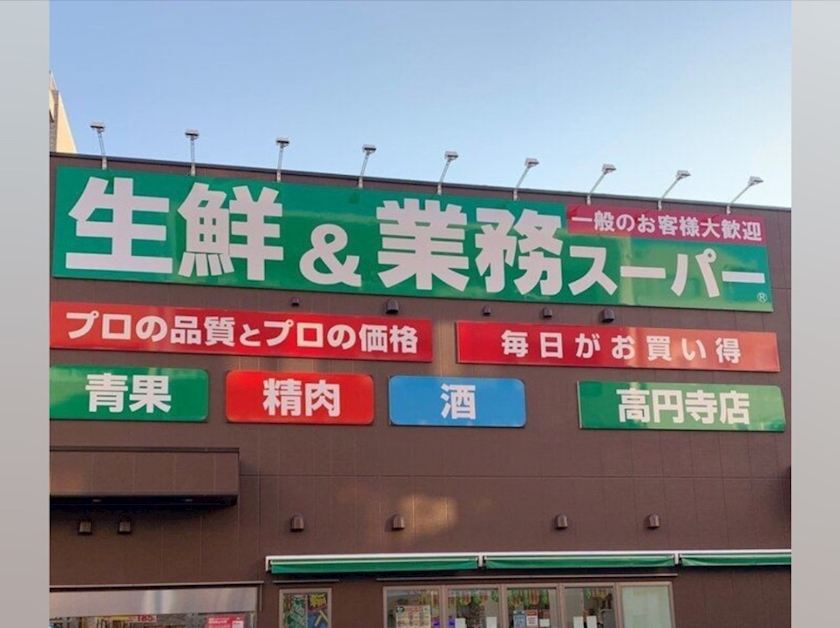 生鮮&業務スーパー®
一般のお客様大歓迎
プロの品質とプロの価格
毎日がお買い得
青果
精肉
酒
高円寺店
185